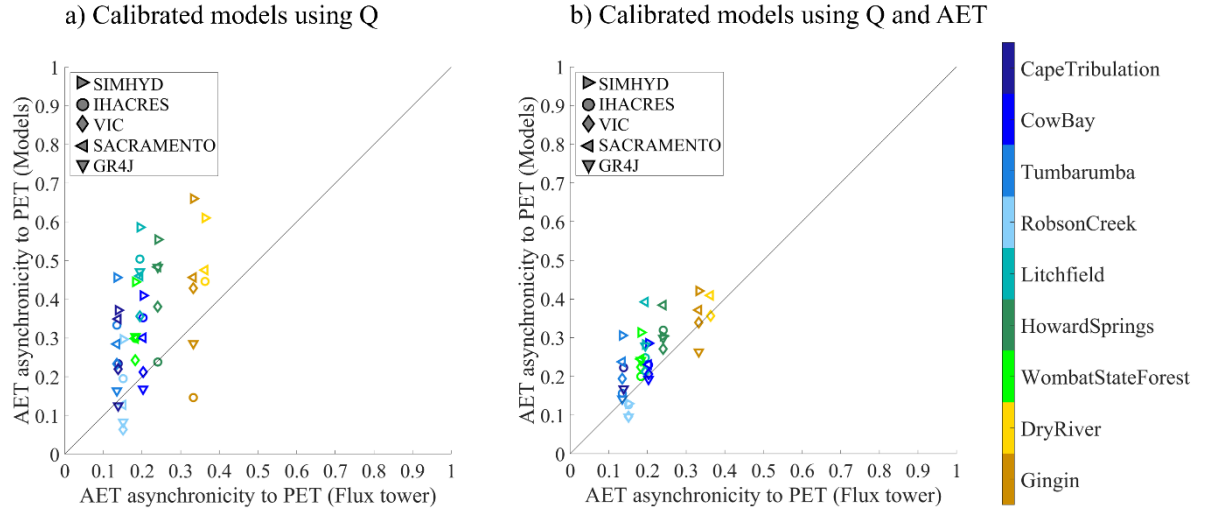 a) Calibrated models using Q
AET asynchronicity to PET (Models)
1
0.9
0.8
0.7
0.6
0.5
0.4
0.3
0.2
0.1
0
SIMHYD
IHACRES
VIC
SACRAMENTO
GR4J
0 0.1 0.2 0.3 0.4 0.5 0.6 0.7 0.8 0.9 1
AET asynchronicity to PET (Flux tower)
b) Calibrated models using Q and AET
AET asynchronicity to PET (Models)
1
0.9
0.8
0.7
0.6
0.5
0.4
0.3
0.2
0.1
0
SIMHYD
IHACRES
VIC
SACRAMENTO
GR4J
0 0.1 0.2 0.3 0.4 0.5 0.6 0.7 0.8 0.9 1
AET asynchronicity to PET (Flux tower)
CapeTribulation
CowBay
Tumbarumba
RobsonCreek
Litchfield
HowardSprings
WombatStateForest
DryRiver
Gingin